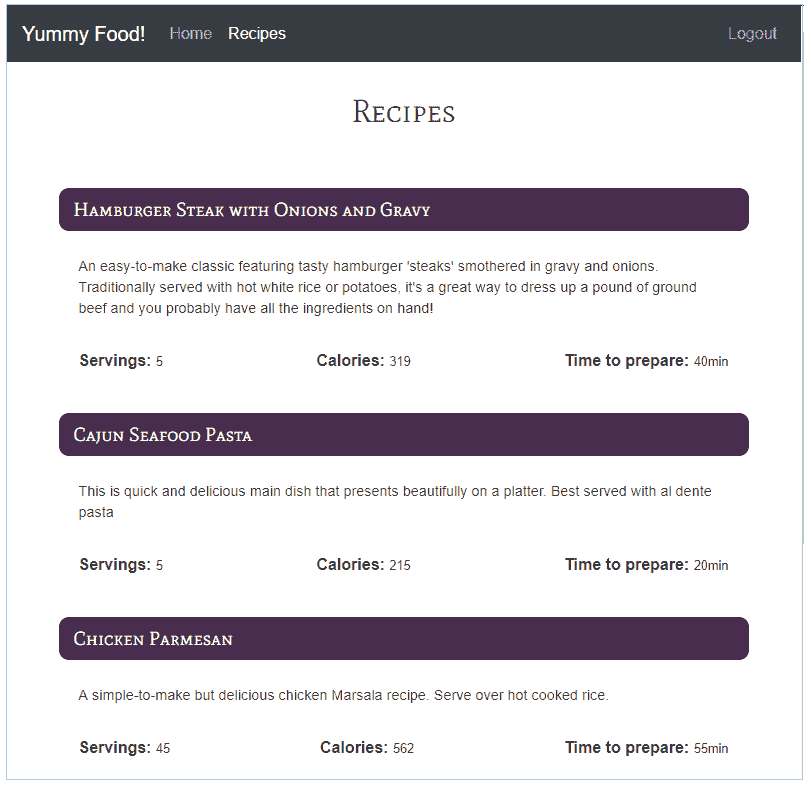 Yummy Food! Home Recipes Logout
Recipes
Hamburger Steak with Onions and Gravy
An easy-to-make classic featuring tasty hamburger 'steaks' smothered in gravy and onions.
Traditionally served with hot white rice or potatoes, it's a great way to dress up a pound of ground
beef and you probably have all the ingredients on hand!
Servings: 5 Calories: 319 Time to prepare: 40min
Cajun Seafood Pasta
This is quick and delicious main dish that presents beautifully on a platter. Best served with al dente
pasta
Servings: 5 Calories: 215 Time to prepare: 20min
Chicken Parmesan
A simple-to-make but delicious chicken Marsala recipe. Serve over hot cooked rice.
Servings: 45 Calories: 562 Time to prepare: 55min